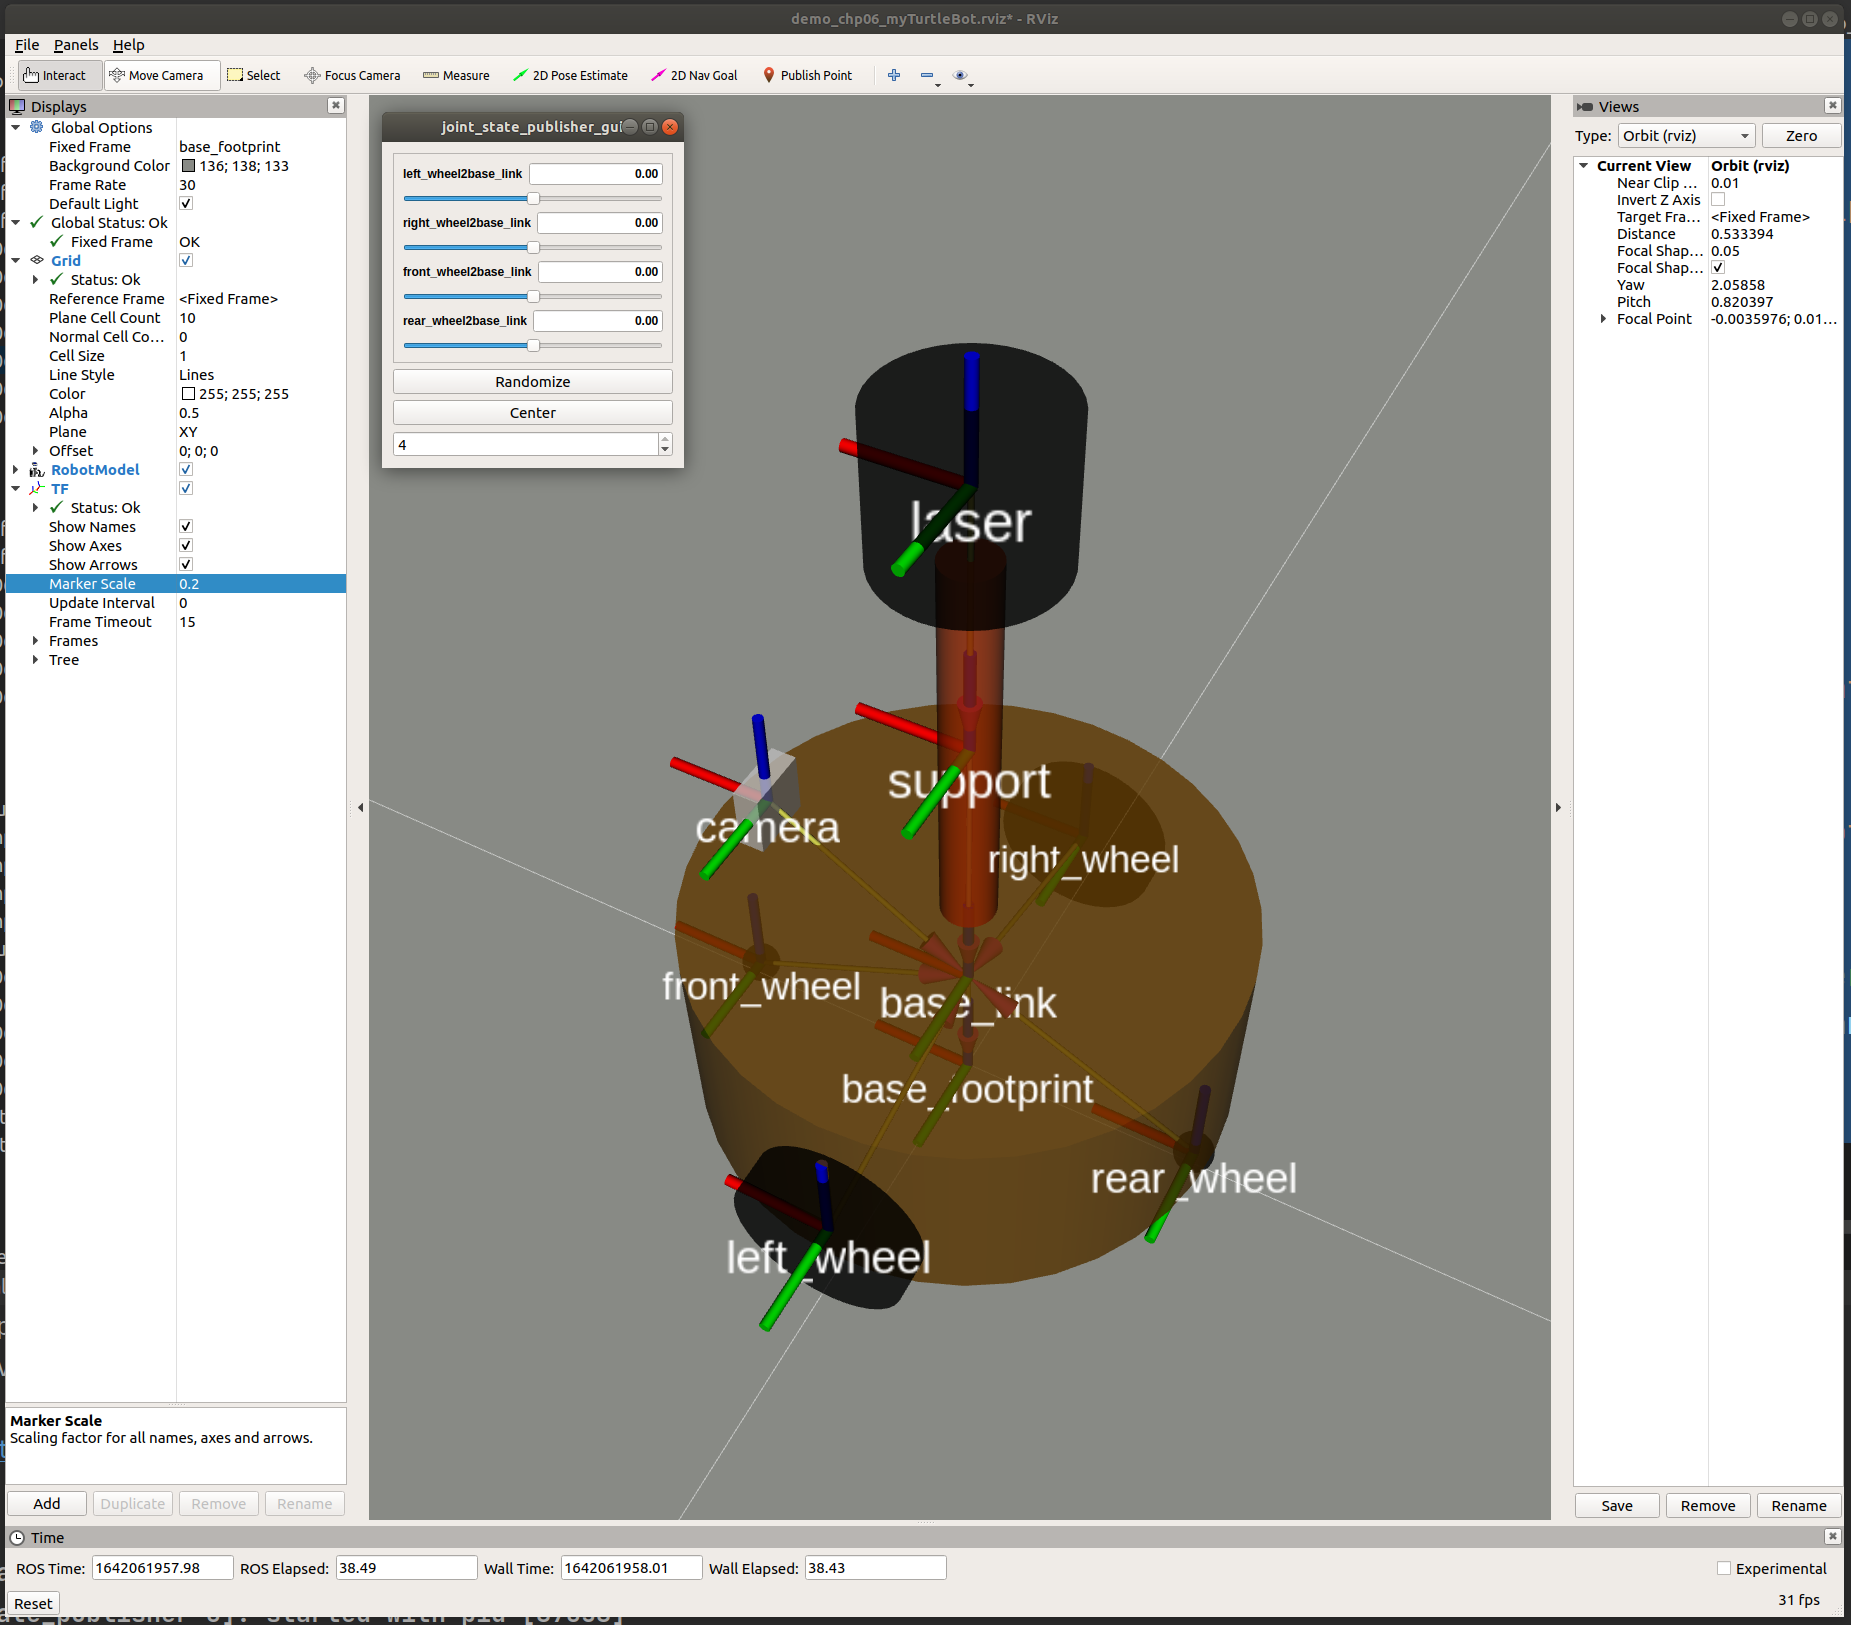 demo_chp06_myTurtleBot.rviz* - RViz
File Panels Help
Interact Move Camera Select Focus Camera Measure 2D Pose Estimate 2D Nav Goal Publish Point
Displays
Global Options
Fixed Frame base_footprint
Background Color 136; 138; 133
Frame Rate 30
Default Light
Global Status: Ok
Fixed Frame OK
Grid
Status: Ok
Reference Frame <Fixed Frame>
Plane Cell Count 10
Normal Cell Co... 0
Cell Size 1
Line Style Lines
Color 255; 255; 255
Alpha 0.5
Plane XY
Offset 0; 0; 0
RobotModel
TF
Status: Ok
Show Names
Show Axes
Show Arrows
Marker Scale 0.2
Update Interval 0
Frame Timeout 15
Frames
Tree
Marker Scale
Scaling factor for all names, axes and arrows.
Add Duplicate Remove Rename
joint_state_publisher_gui
left_wheel2base_link 0.00
right_wheel2base_link 0.00
front_wheel2base_link 0.00
rear_wheel2base_link 0.00
Randomize
Center
4
laser
support
camera
right_wheel
front_wheel
base_link
base_footprint
rear_wheel
left_wheel
Views
Type: Orbit (rviz) Zero
Current View Orbit (rviz)
Near Clip ... 0.01
Invert Z Axis
Target Fra... <Fixed Frame>
Distance 0.533394
Focal Shap... 0.05
Focal Shap...
Yaw 2.05858
Pitch 0.820397
Focal Point -0.0035976; 0.01...
Save Remove Rename
Time
ROS Time: 1642061957.98 ROS Elapsed: 38.49 Wall Time: 1642061958.01 Wall Elapsed: 38.43 Experimental
Reset 31 fps